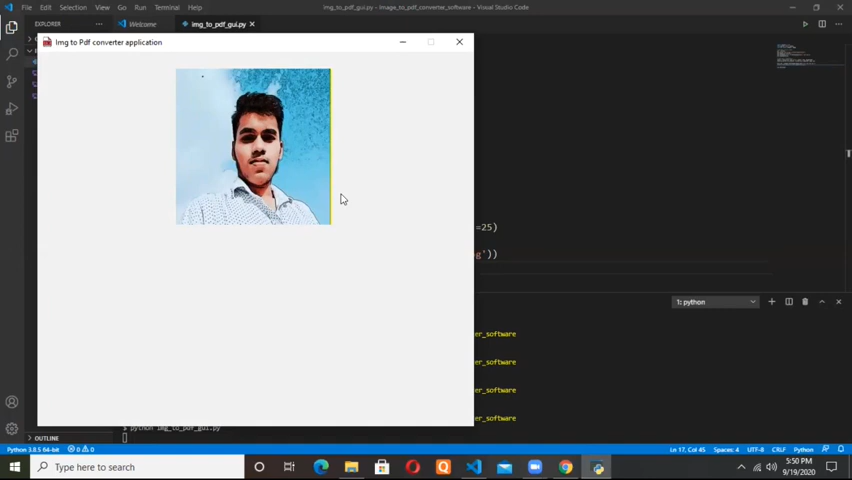 File Edit Selection View Go Run Terminal Help
img_to_pdf_gui.py - Image_to_pdf_converter_software - Visual Studio Code
EXPLORER
Welcome
img_to_pdf_gui.py
Img to Pdf converter application
=25)
g'))
1: python
er_software
er_software
er_software
er_software
$ python img_to_pdf_gui.py
OUTLINE
Python 3.8.5 64-bit 0 0
Ln 17, Col 45 Spaces: 4 UTF-8 CRLF Python
Type here to search
5:50 PM
9/19/2020